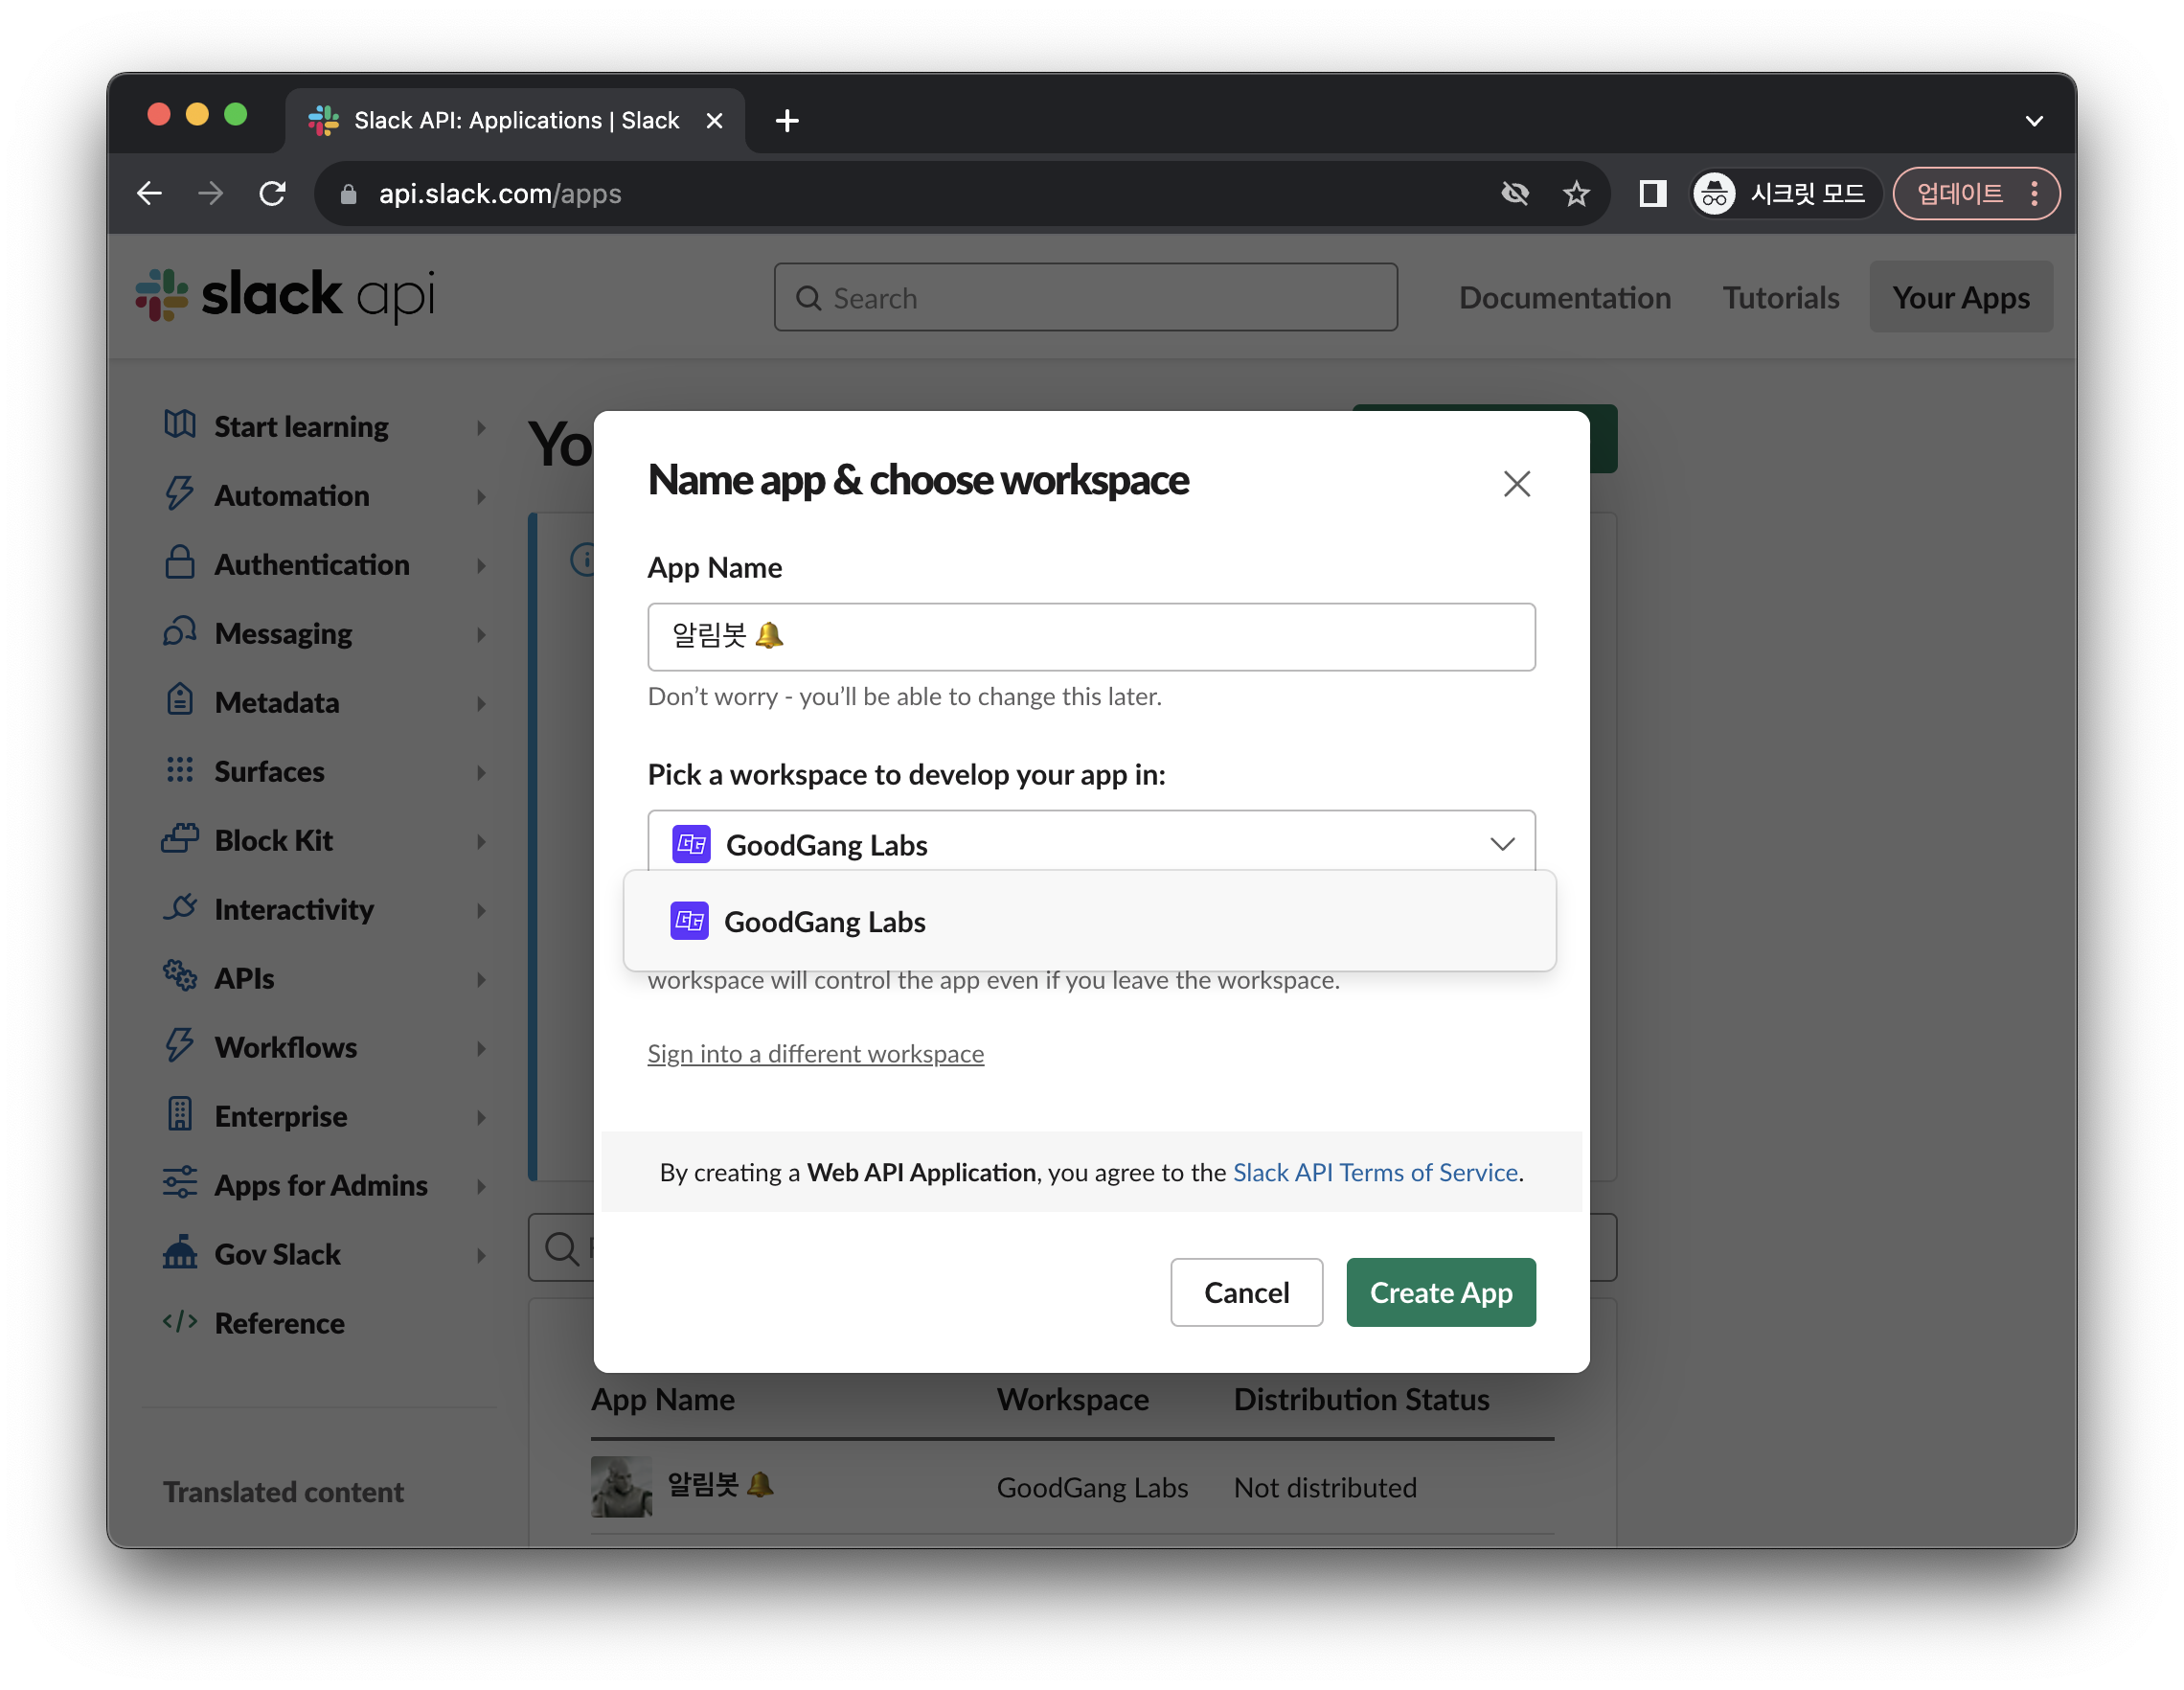 Slack API: Applications | Slack
api.slack.com/apps
시크릿 모드
업데이트
slack api
Search
Documentation
Tutorials
Your Apps
Start learning
Automation
Authentication
Messaging
Metadata
Surfaces
Block Kit
Interactivity
APIs
Workflows
Enterprise
Apps for Admins
Gov Slack
Reference
Translated content
Yo
Name app & choose workspace
App Name
알림봇 🔔
Don’t worry - you’ll be able to change this later.
Pick a workspace to develop your app in:
GoodGang Labs
GoodGang Labs
workspace will control the app even if you leave the workspace.
Sign into a different workspace
By creating a Web API Application, you agree to the Slack API Terms of Service.
Cancel
Create App
App Name Workspace Distribution Status
알림봇 🔔 GoodGang Labs Not distributed